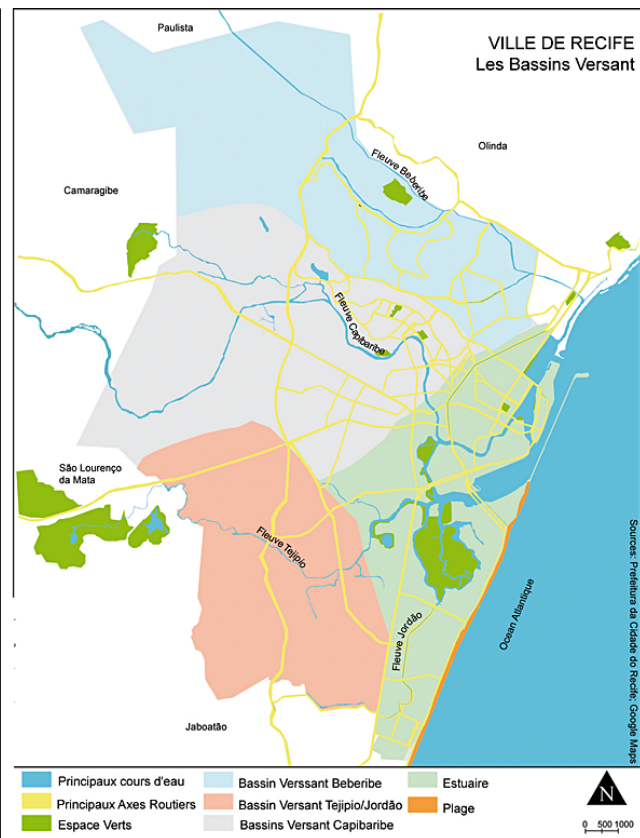 VILLE DE RECIFE
Les Bassins Versant
Paulista
Olinda
Fleuve Beberibe
Camaragibe
Fleuve Capibaribe
São Lourenço
da Mata
Fleuve Tejipío
Fleuve Jordão
Ocean Atlantique
Jaboatão
Sources: Prefeitura da Cidade do Recife; Google Maps
Principaux cours d'eau
Principaux Axes Routiers
Espace Verts
Bassin Verssant Beberibe
Bassin Versant Tejipio/Jordão
Bassins Versant Capibaribe
Estuaire
Plage
N
0 500 1000